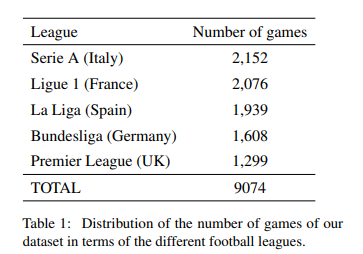 League Number of games
Serie A (Italy) 2,152
Ligue 1 (France) 2,076
La Liga (Spain) 1,939
Bundesliga (Germany) 1,608
Premier League (UK) 1,299
TOTAL 9074
Table 1: Distribution of the number of games of our
dataset in terms of the different football leagues.